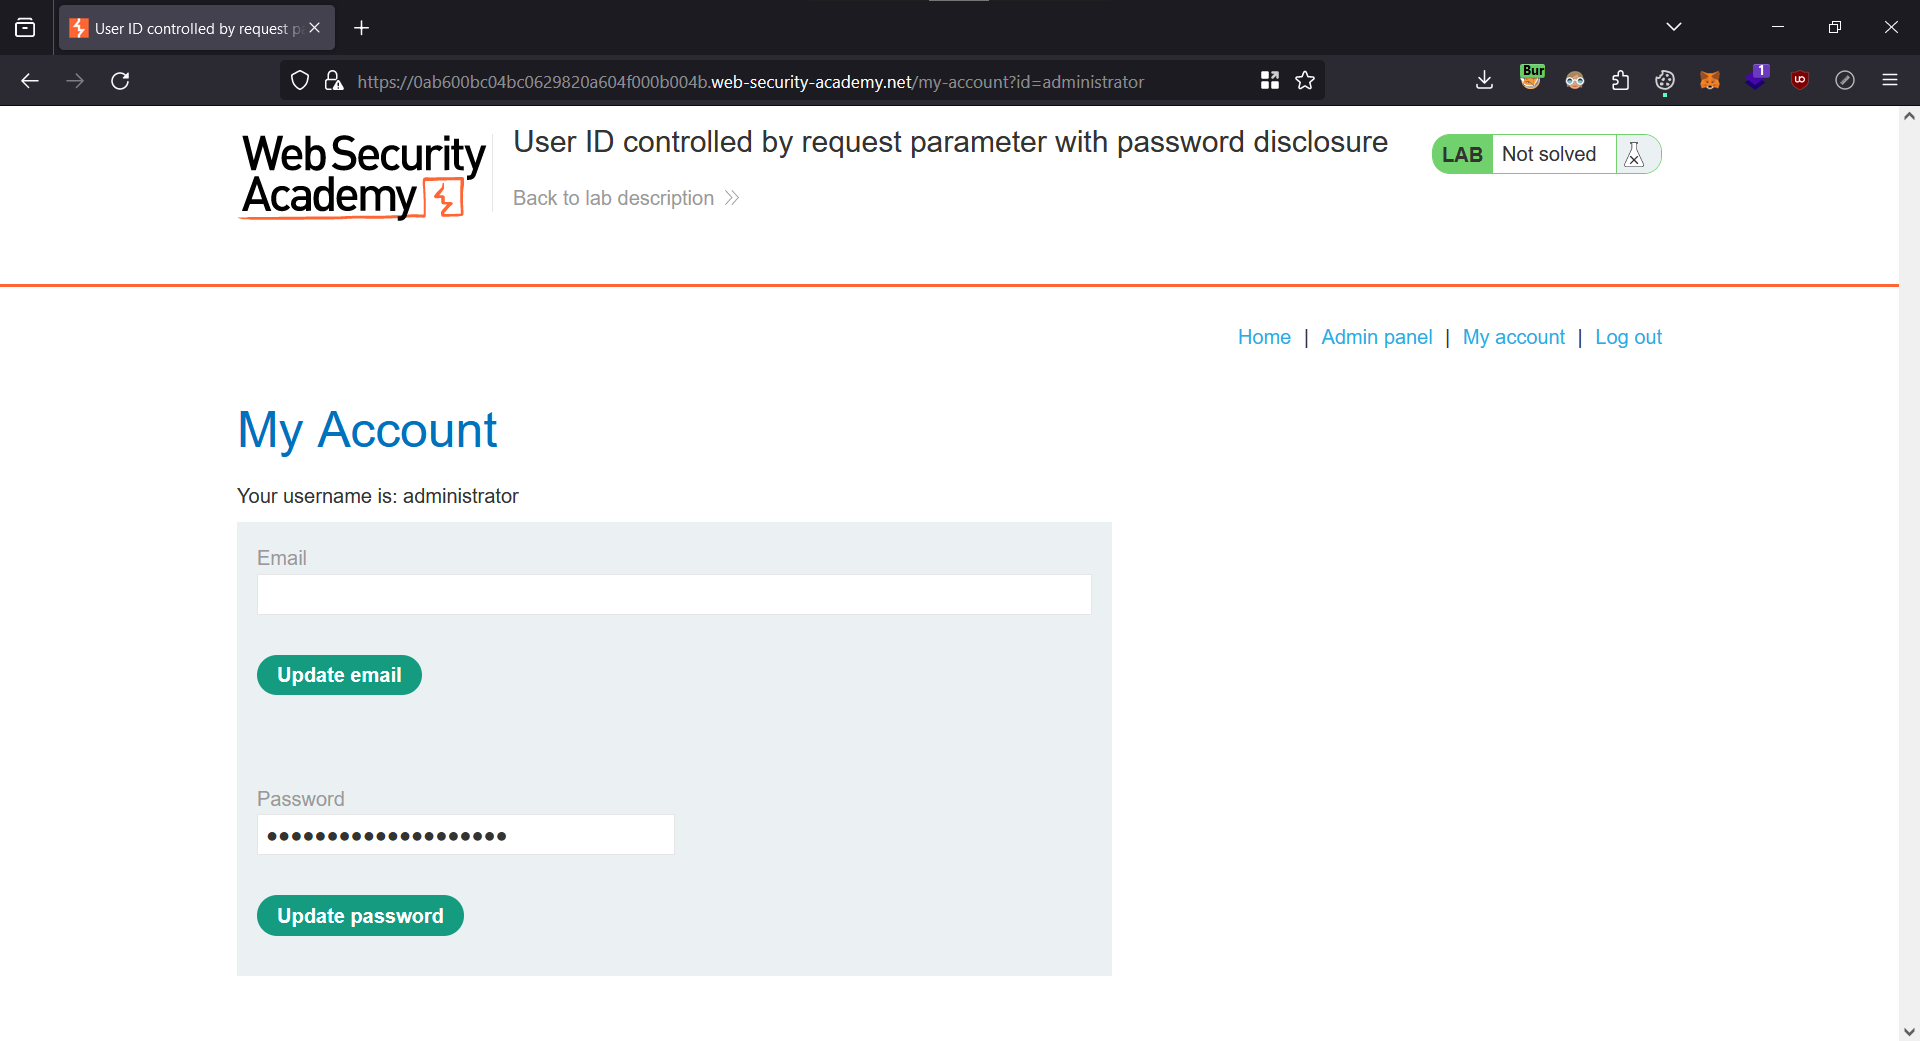 User ID controlled by request p
https://0ab600bc04bc0629820a604f000b004b.web-security-academy.net/my-account?id=administrator
Bur
1
Web Security
Academy
User ID controlled by request parameter with password disclosure
Back to lab description
LAB Not solved
Home | Admin panel | My account | Log out
My Account
Your username is: administrator
Email
Update email
Password
Update password